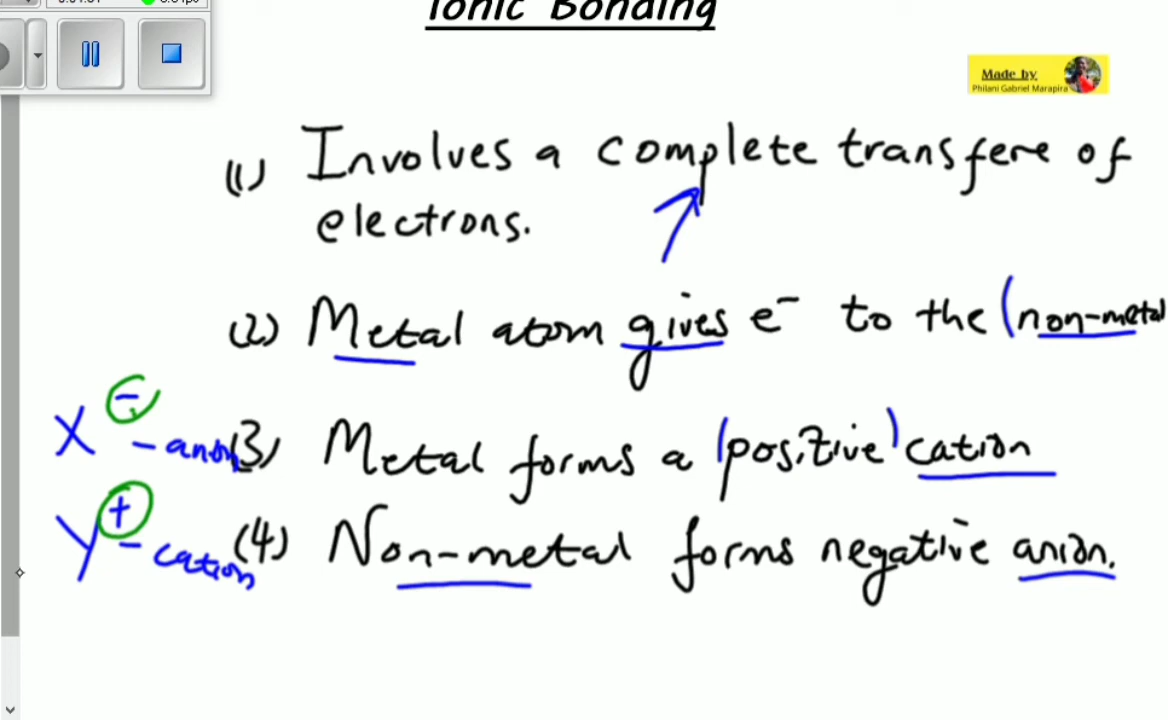 Ionic Bonding
Made by
Philani Gabriel Marapira
(1) Involves a complete transfere of
electrons.
(2) Metal atom gives e⁻ to the (non-metal
X⁻ - anion
(3) Metal forms a (positive) cation
Y⁺ - cation
(4) Non-metal forms negative anion.